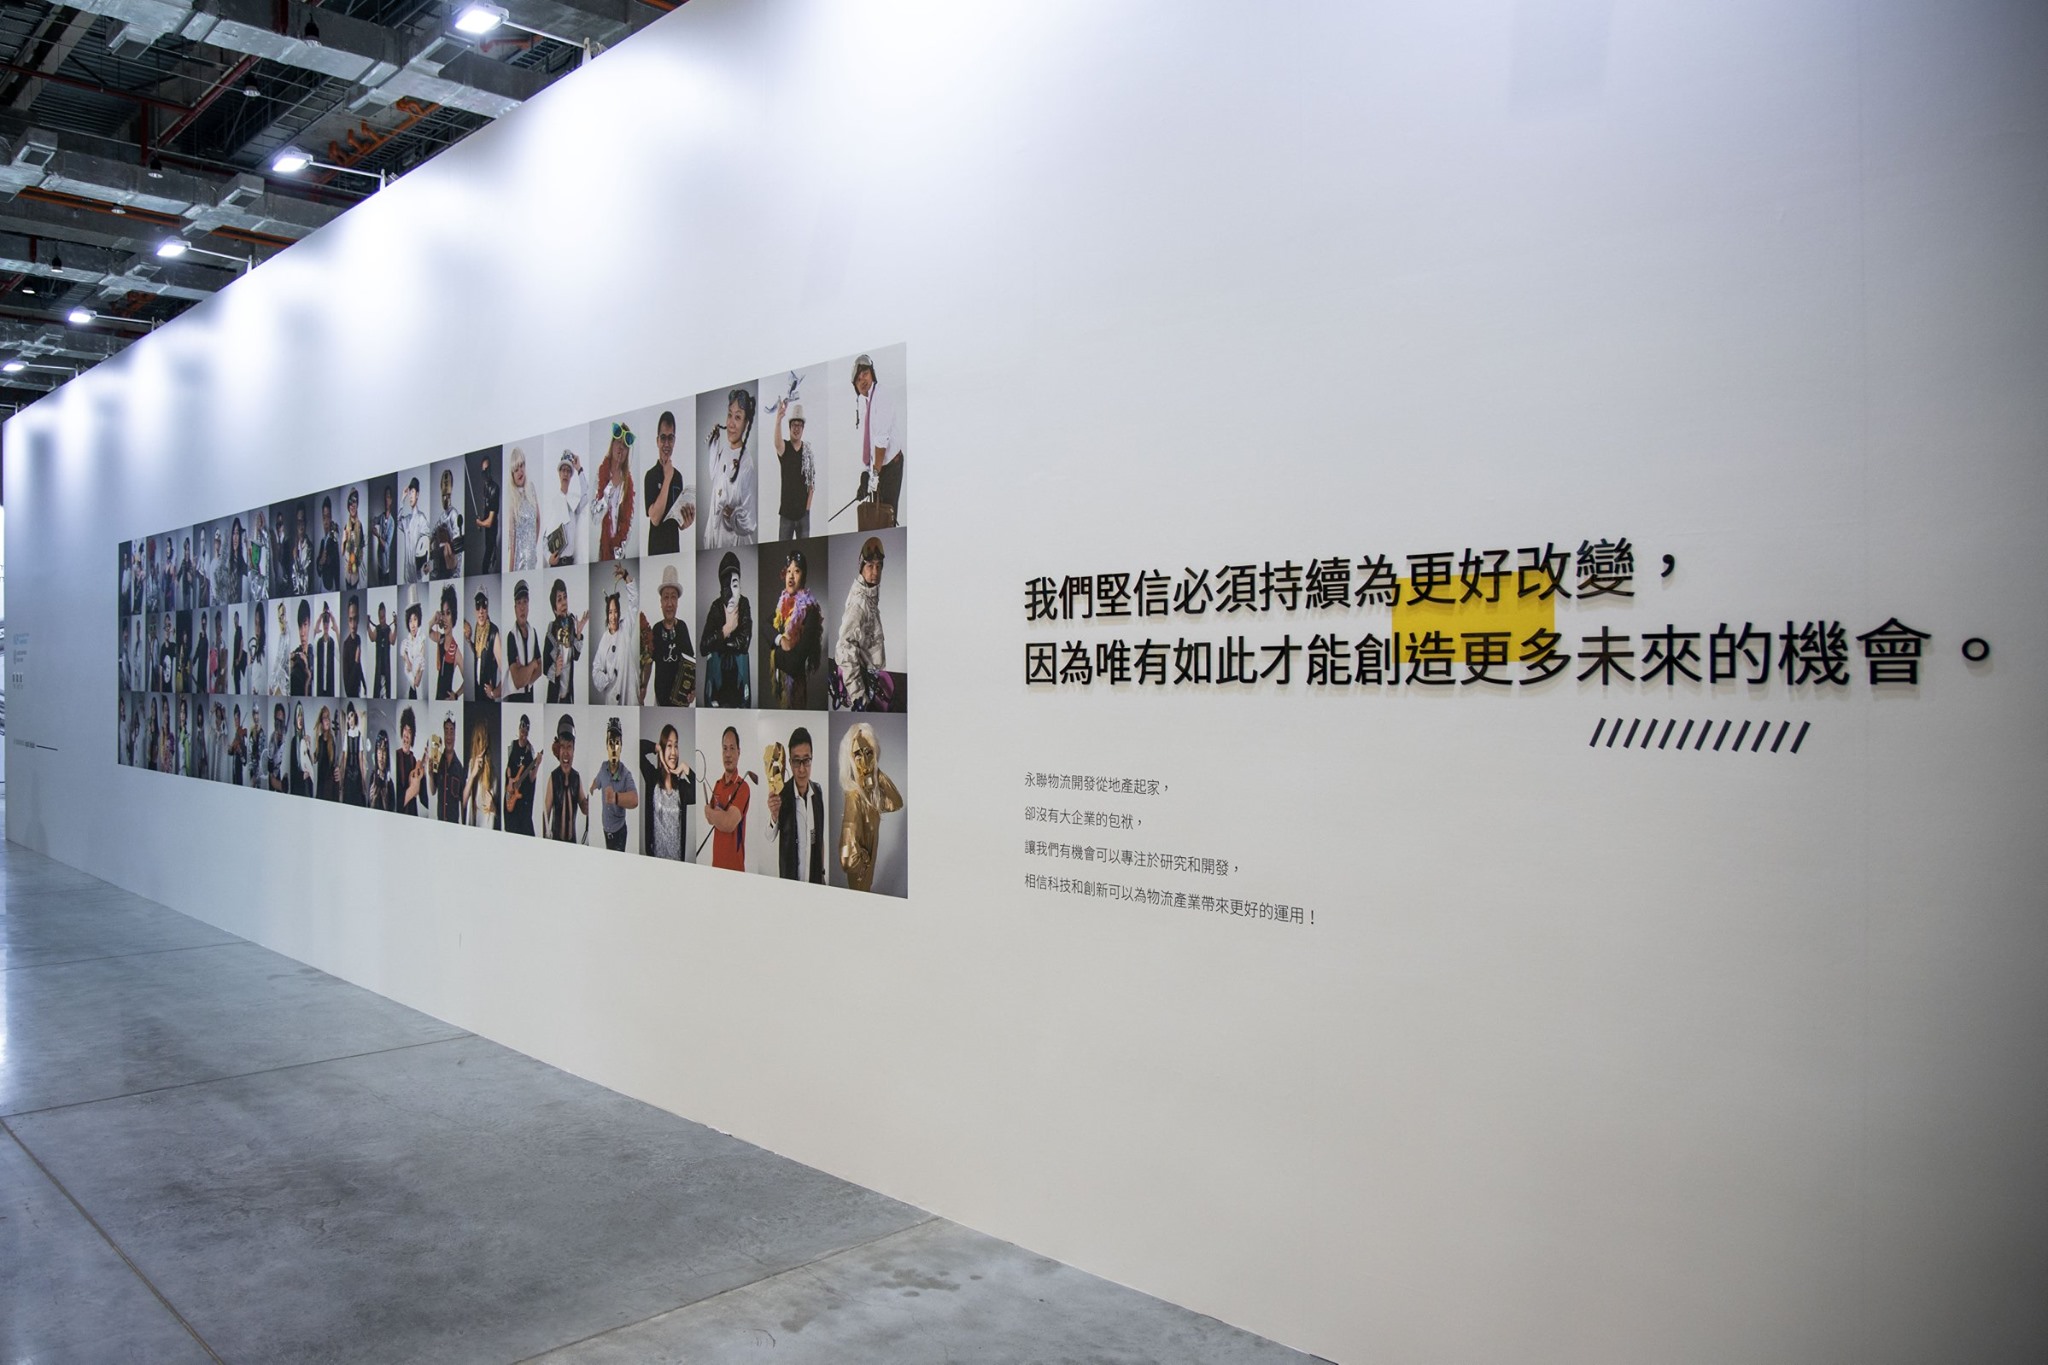 我們堅信必須持續為更好改變，
因為唯有如此才能創造更多未來的機會。
永聯物流開發從地產起家，
卻沒有大企業的包袱，
讓我們有機會可以專注於研究和開發，
相信科技和創新可以為物流產業帶來更好的運用！